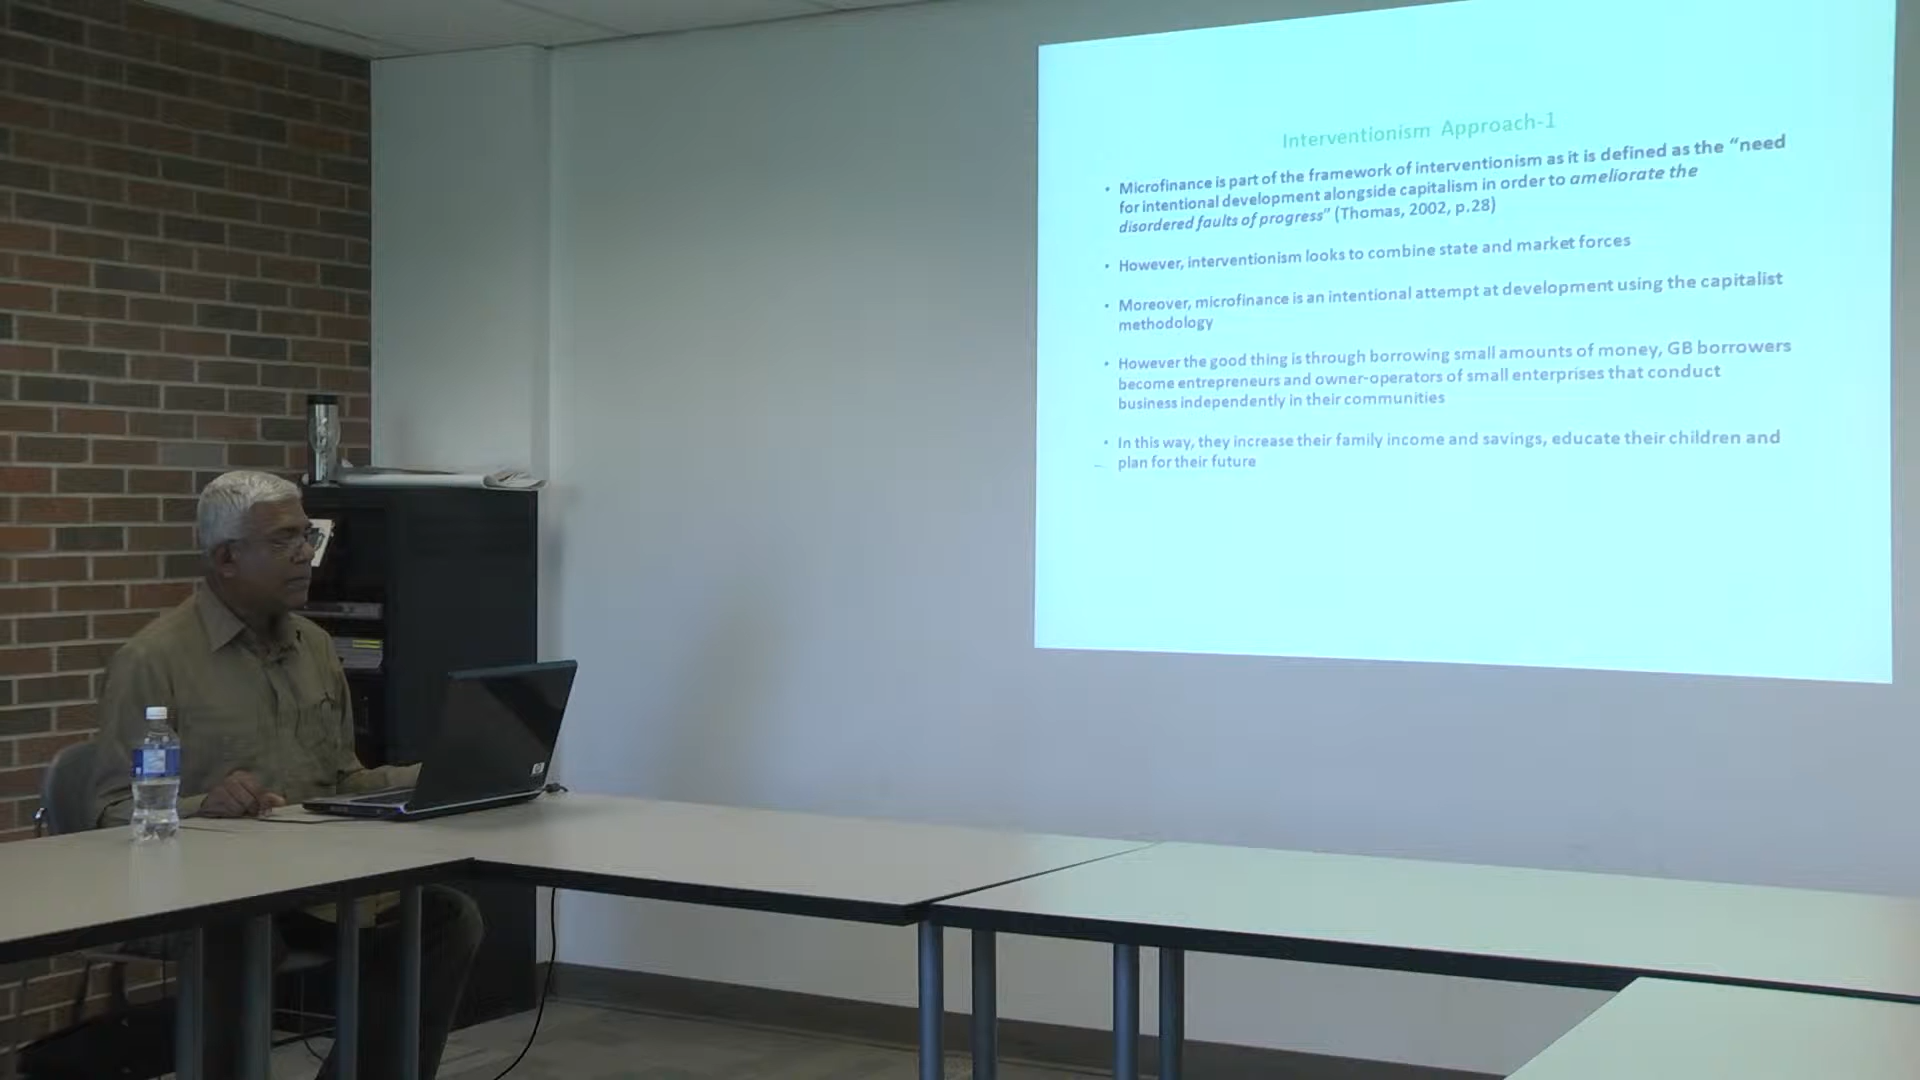 Interventionism Approach-1
• Microfinance is part of the framework of interventionism as it is defined as the “need
for intentional development alongside capitalism in order to ameliorate the
disordered faults of progress” (Thomas, 2002, p.28)
• However, interventionism looks to combine state and market forces
• Moreover, microfinance is an intentional attempt at development using the capitalist
methodology
• However the good thing is through borrowing small amounts of money, GB borrowers
become entrepreneurs and owner-operators of small enterprises that conduct
business independently in their communities
• In this way, they increase their family income and savings, educate their children and
plan for their future
hp